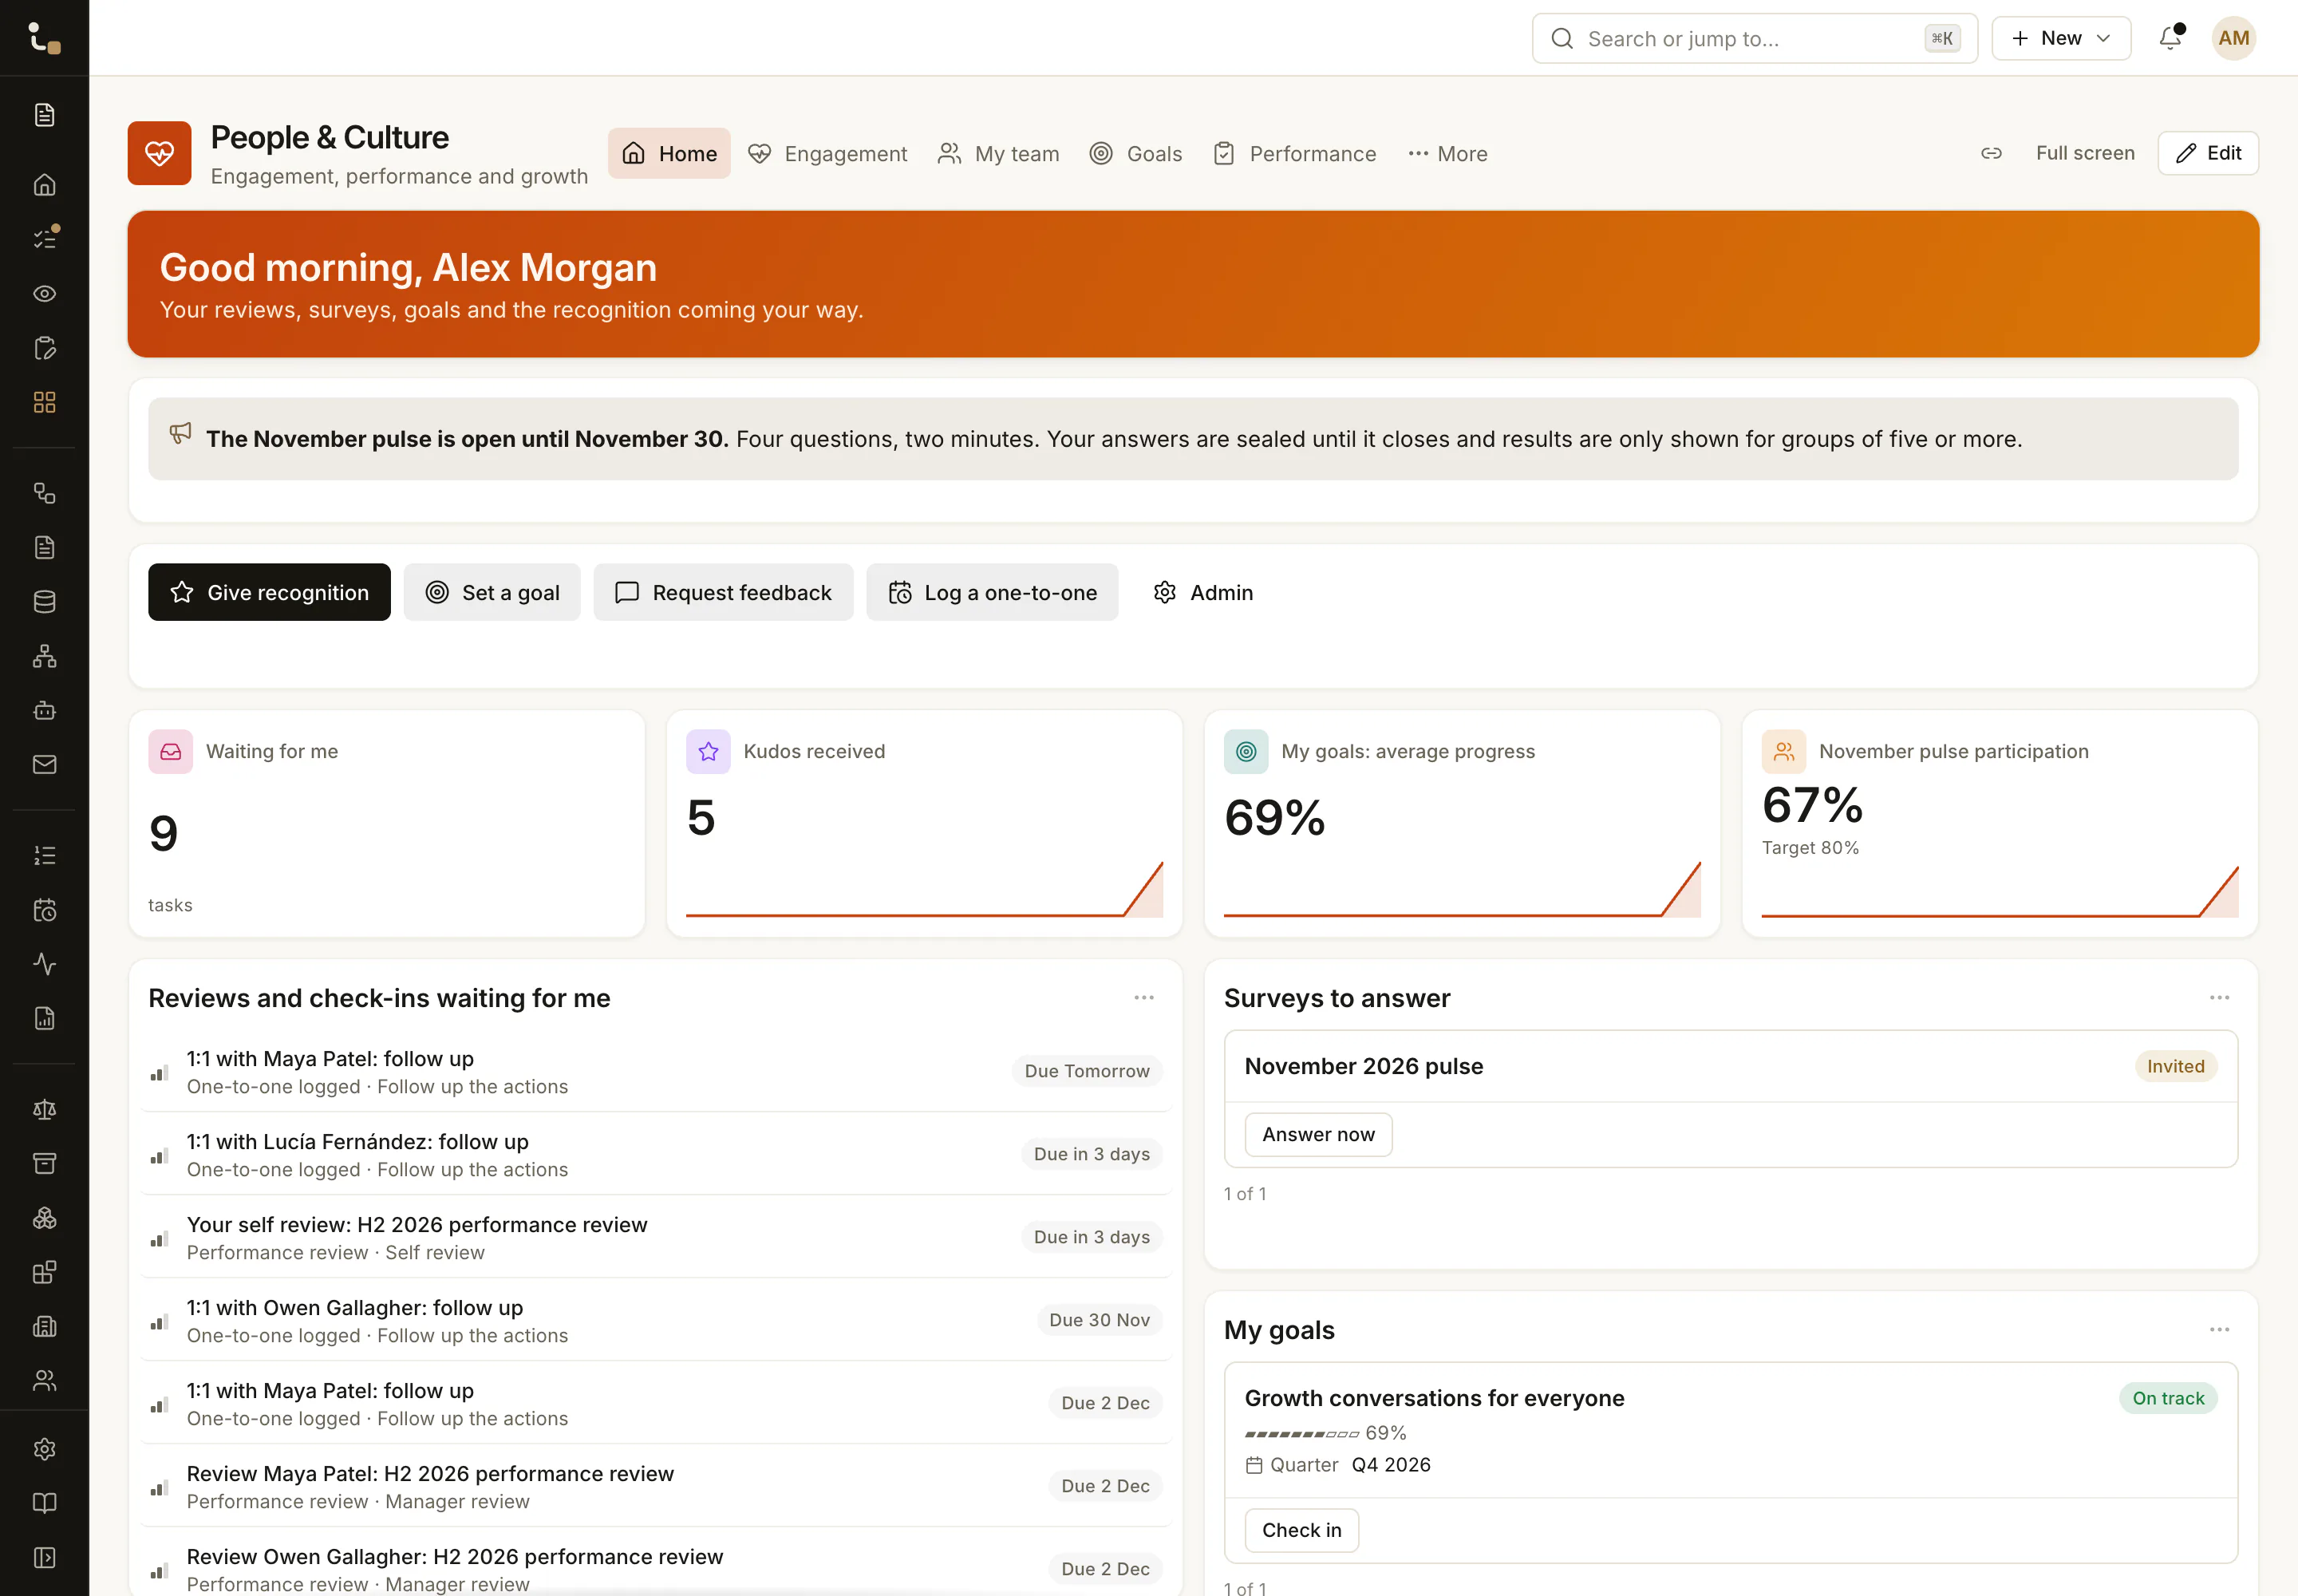 Search or jump to...
⌘K
New
AM
People & Culture
Engagement, performance and growth
Home
Engagement
My team
Goals
Performance
More
Full screen
Edit
Good morning, Alex Morgan
Your reviews, surveys, goals and the recognition coming your way.
The November pulse is open until November 30. Four questions, two minutes. Your answers are sealed until it closes and results are only shown for groups of five or more.
Give recognition
Set a goal
Request feedback
Log a one-to-one
Admin
Waiting for me
9
tasks
Kudos received
5
My goals: average progress
69%
November pulse participation
67%
Target 80%
Reviews and check-ins waiting for me
1:1 with Maya Patel: follow up
One-to-one logged · Follow up the actions
Due Tomorrow
1:1 with Lucía Fernández: follow up
One-to-one logged · Follow up the actions
Due in 3 days
Your self review: H2 2026 performance review
Performance review · Self review
Due in 3 days
1:1 with Owen Gallagher: follow up
One-to-one logged · Follow up the actions
Due 30 Nov
1:1 with Maya Patel: follow up
One-to-one logged · Follow up the actions
Due 2 Dec
Review Maya Patel: H2 2026 performance review
Performance review · Manager review
Due 2 Dec
Review Owen Gallagher: H2 2026 performance review
Performance review · Manager review
Due 2 Dec
Surveys to answer
November 2026 pulse
Invited
Answer now
1 of 1
My goals
Growth conversations for everyone
On track
▰▰▰▰▰▰▰▱▱▱ 69%
Quarter Q4 2026
Check in
1 of 1